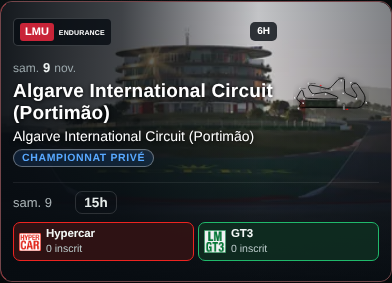 LMU ENDURANCE
6H
sam. 9 nov.
Algarve International Circuit
(Portimão)
Algarve International Circuit (Portimão)
CHAMPIONNAT PRIVÉ
sam. 9 15h
HYPER
CAR
Hypercar
0 inscrit
LM
GT3
GT3
0 inscrit